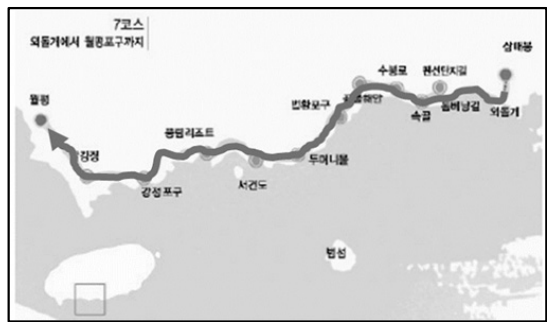 7코스
외돌개에서 월평포구까지
삼매봉
수봉로
펜션단지길
월평
법환포구
돔베낭길
외돌개
속골
풍림리조트
강정
두머니물
강정포구
서건도
범섬